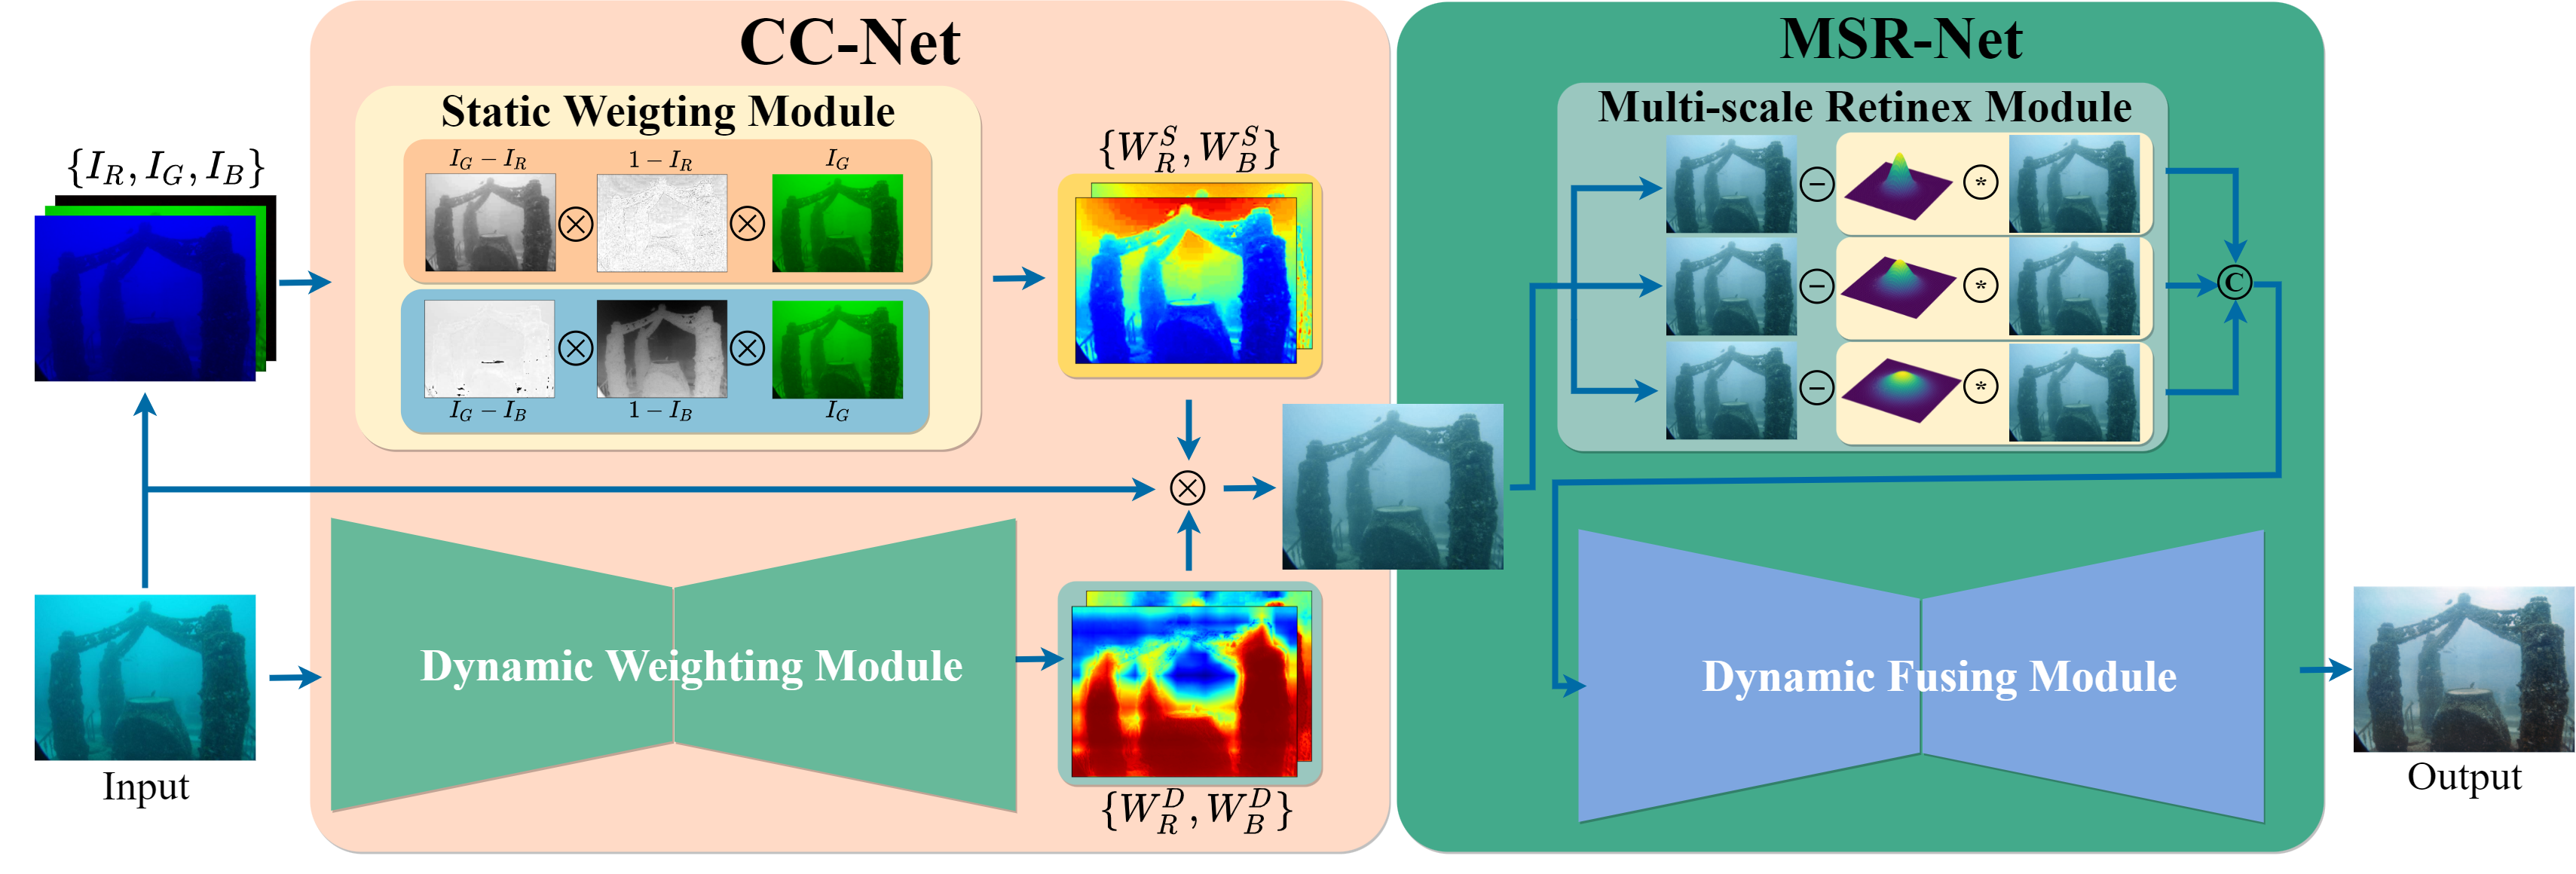 CC-Net
MSR-Net
Static Weigting Module
Multi-scale Retinex Module
{I_R, I_G, I_B}
I_G − I_R
1 − I_R
I_G
⊗
⊗
{W_R^S, W_B^S}
⊗
⊗
I_G − I_B
1 − I_B
I_G
− *
− *
− *
C
⊗
Dynamic Weighting Module
Dynamic Fusing Module
{W_R^D, W_B^D}
Input
Output